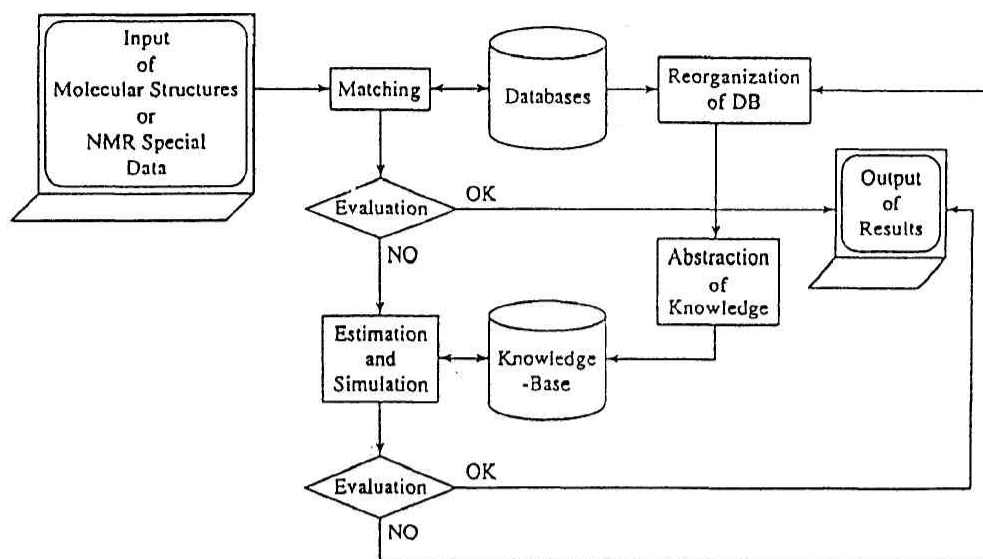 Input
of
Molecular Structures
or
NMR Special
Data
Matching
Databases
Reorganization
of DB
Evaluation
OK
NO
Output
of
Results
Abstraction
of
Knowledge
Estimation
and
Simulation
Knowledge
-Base
Evaluation
OK
NO